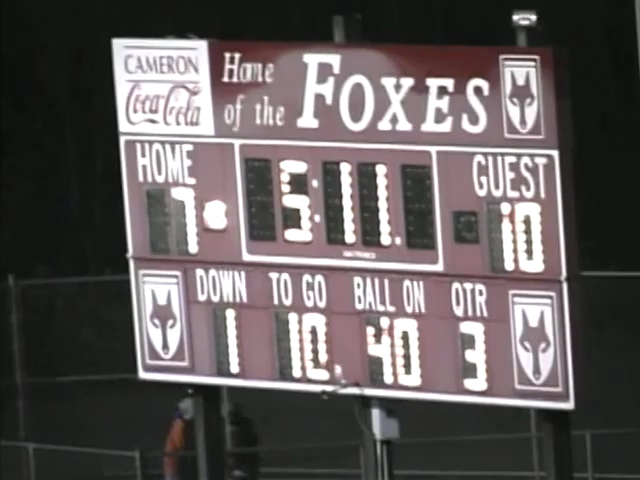 CAMERON
Coca-Cola
Home
of the FOXES
HOME
GUEST
7 5:11 10
DOWN TO GO BALL ON QTR
1 10 40 3